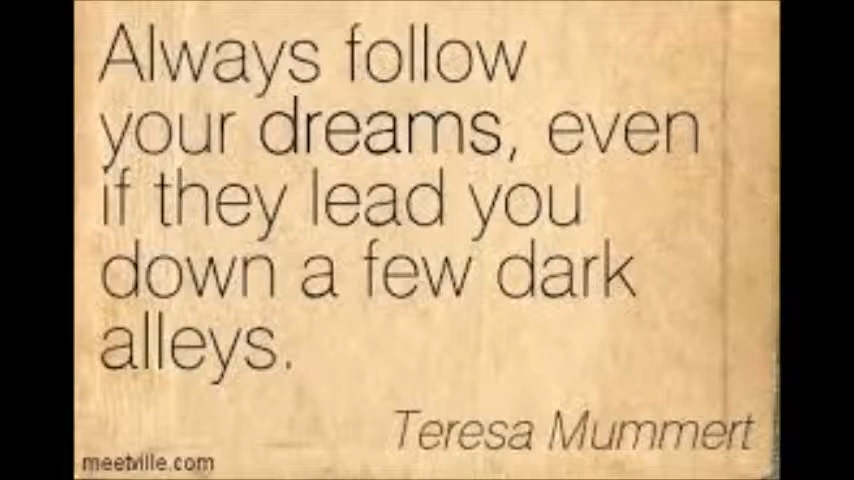 Always follow
your dreams, even
if they lead you
down a few dark
alleys.
Teresa Mummert
meetville.com